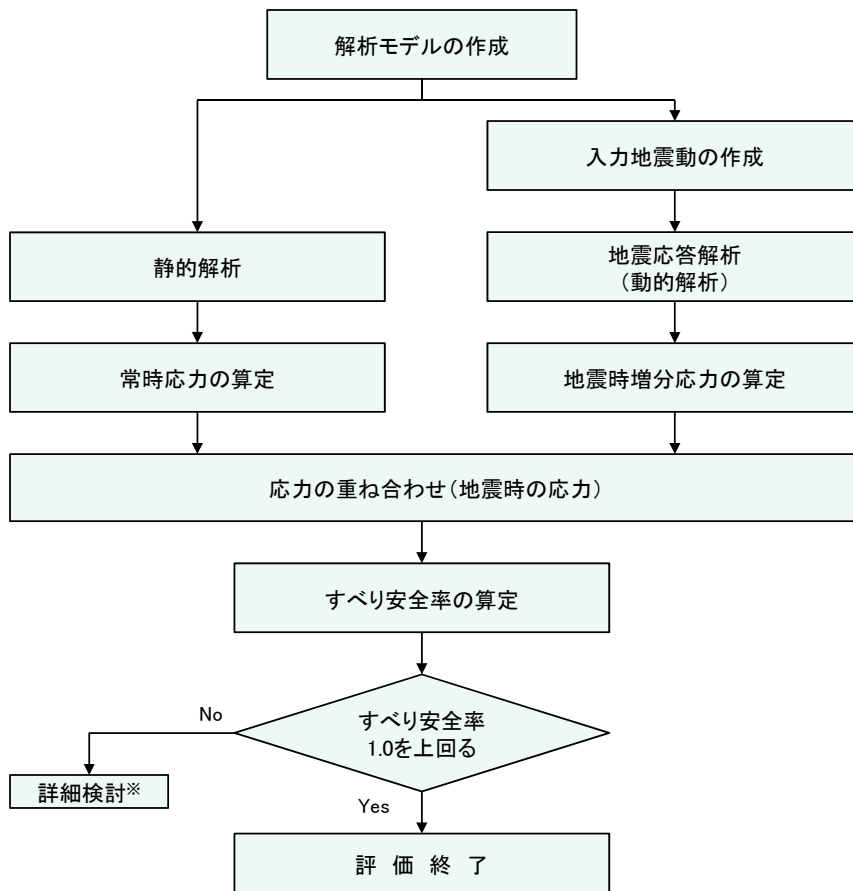 解析モデルの作成
入力地震動の作成
静的解析
地震応答解析
（動的解析）
常時応力の算定
地震時増分応力の算定
応力の重ね合わせ（地震時の応力）
すべり安全率の算定
すべり安全率
1.0を上回る
No
詳細検討※
Yes
評 価 終 了